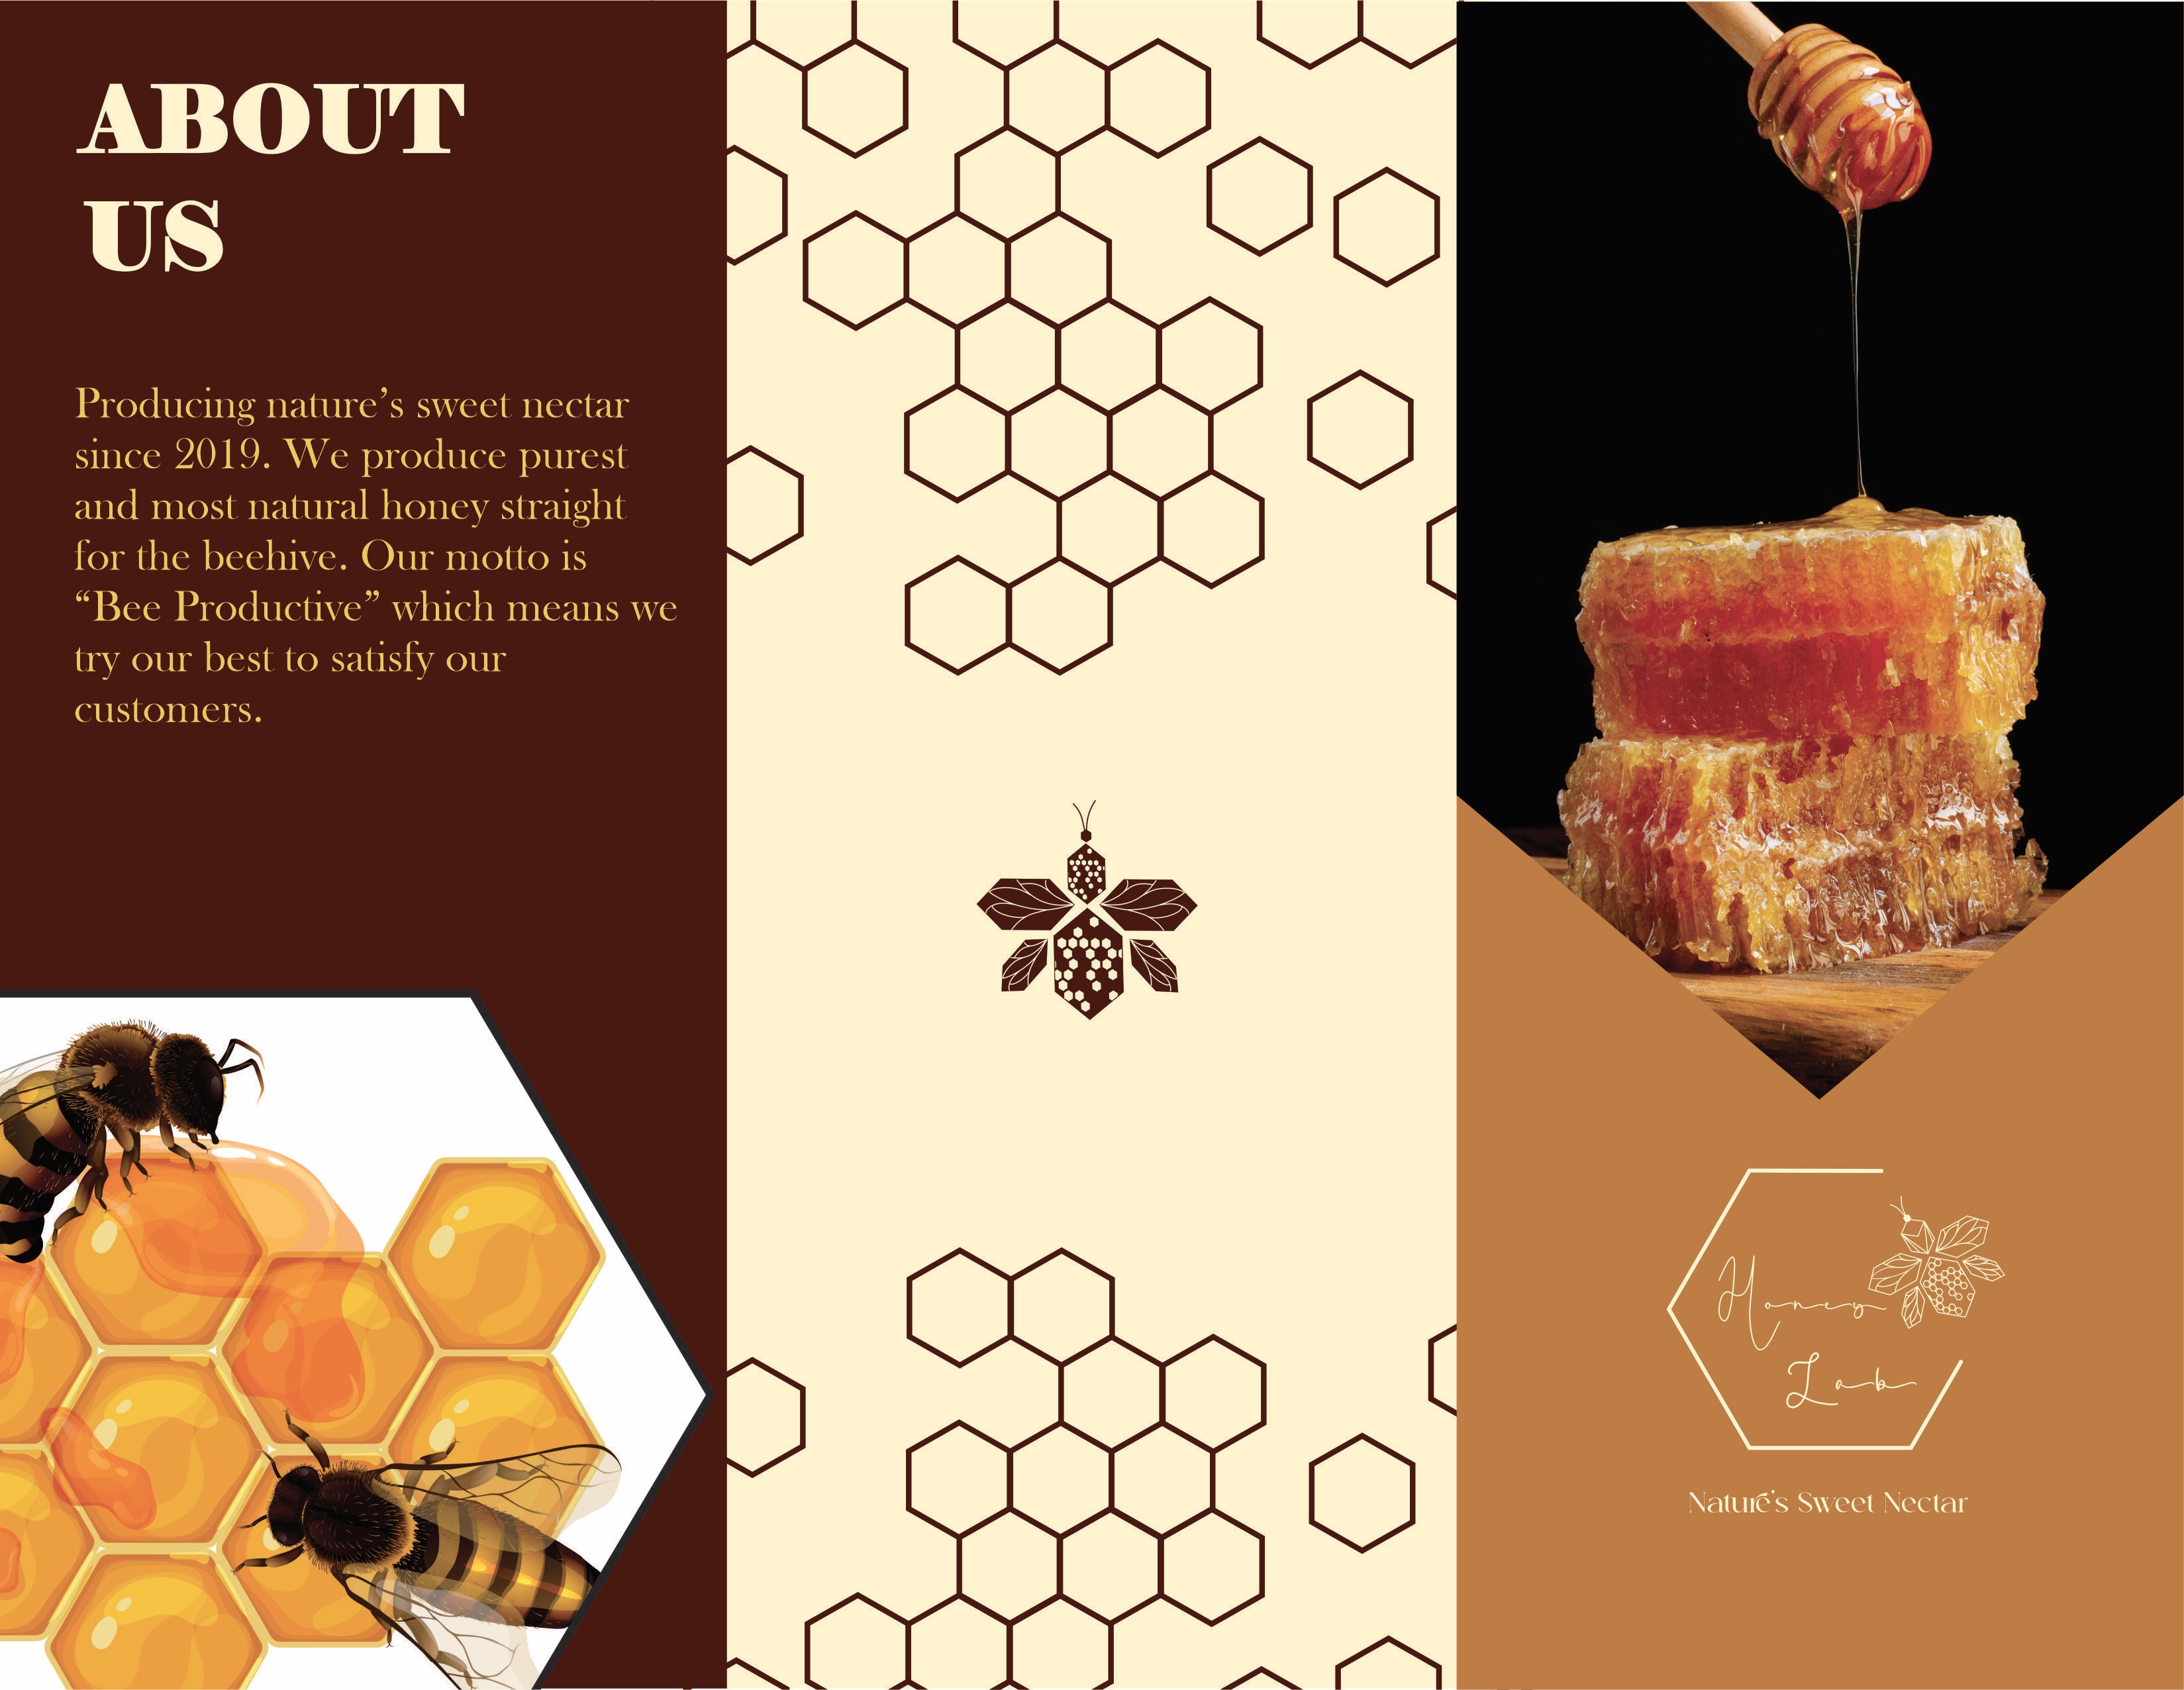 ABOUT
US
Producing nature’s sweet nectar
since 2019. We produce purest
and most natural honey straight
for the beehive. Our motto is
“Bee Productive” which means we
try our best to satisfy our
customers.
Honey
Lab
Nature's Sweet Nectar